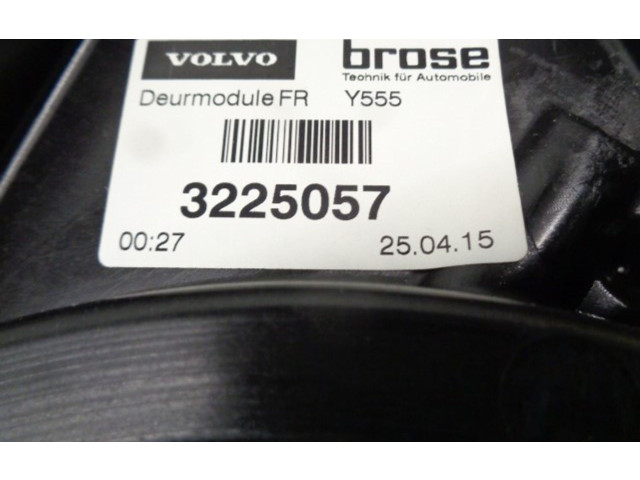 VOLVO brose
Technik für Automobile
Deurmodule FR Y555
3225057
00:27 25.04.15